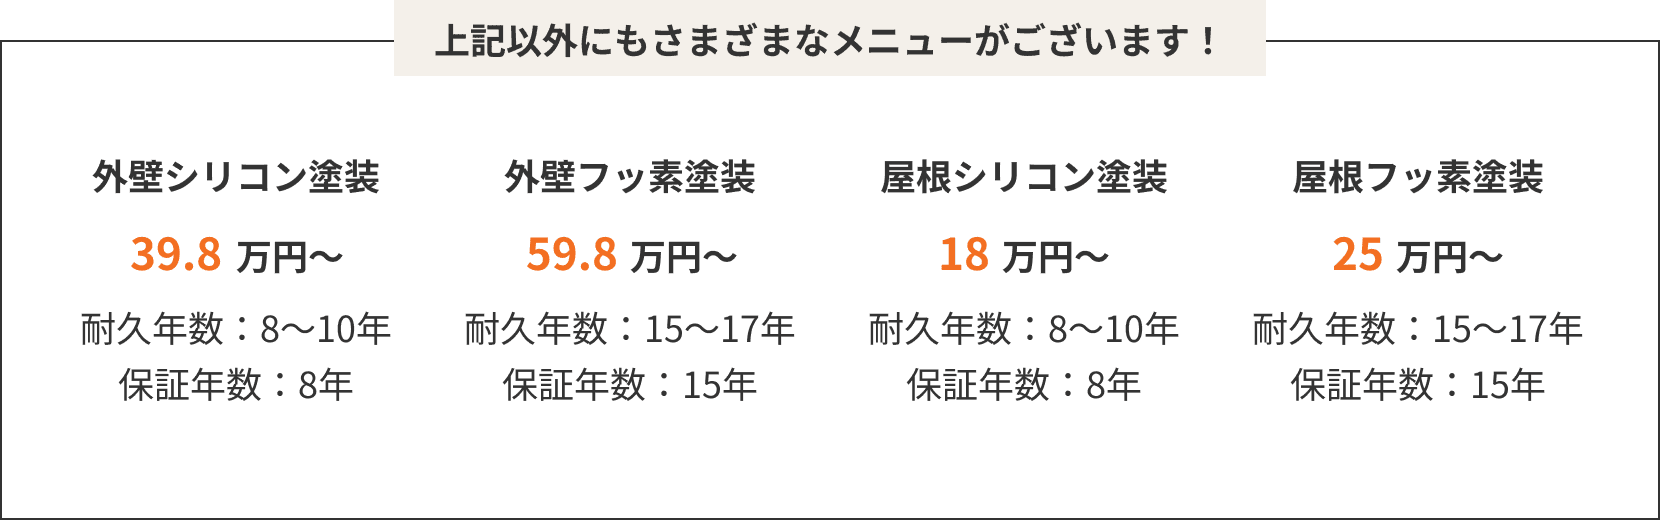 上記以外にもさまざまなメニューがございます！
外壁シリコン塗装
39.8 万円～
耐久年数：8～10年
保証年数：8年
外壁フッ素塗装
59.8 万円～
耐久年数：15～17年
保証年数：15年
屋根シリコン塗装
18 万円～
耐久年数：8～10年
保証年数：8年
屋根フッ素塗装
25 万円～
耐久年数：15～17年
保証年数：15年